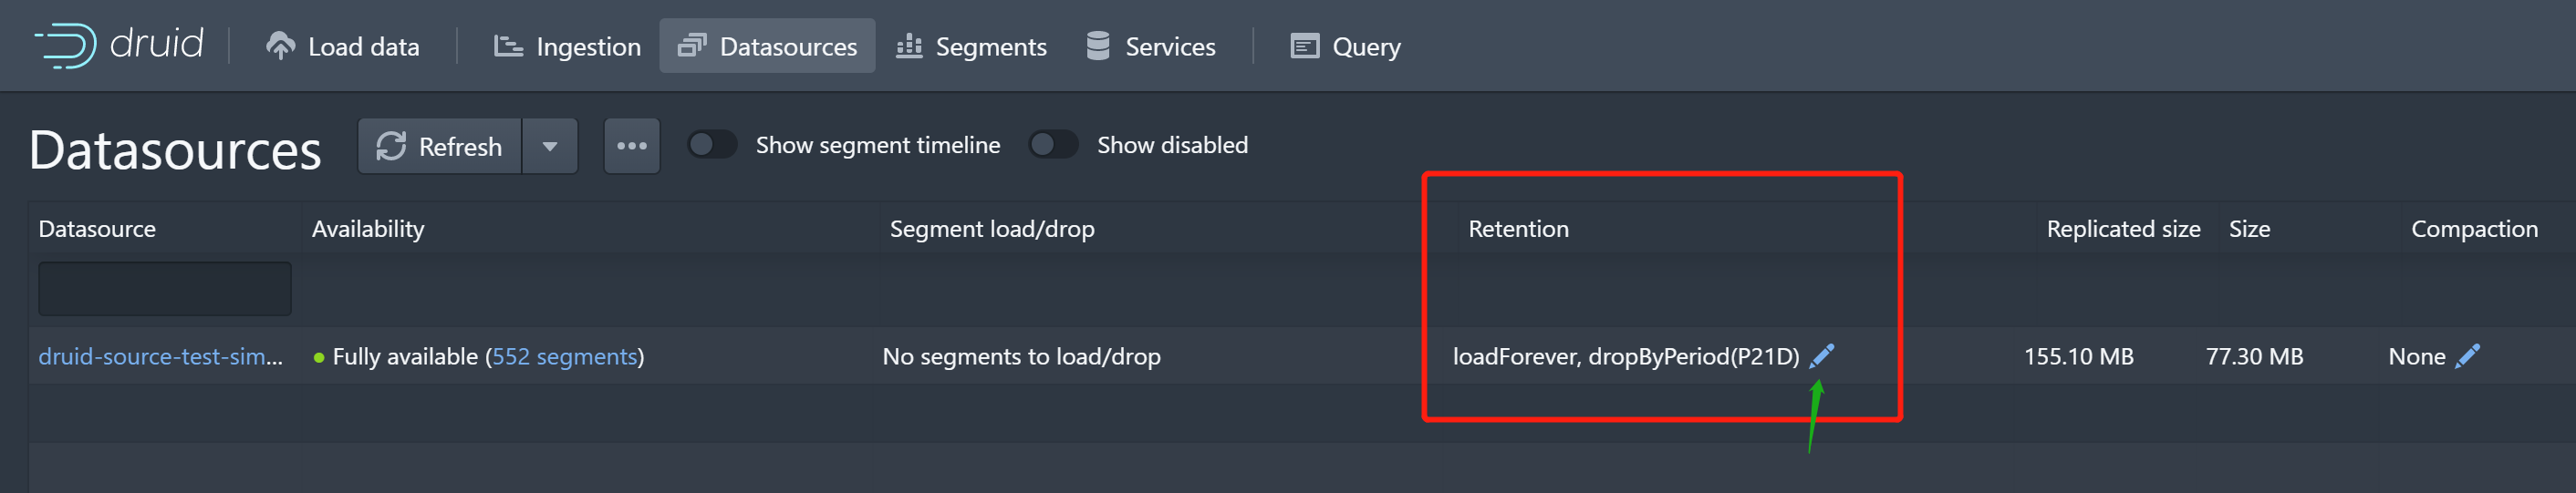 druid Load data Ingestion Datasources Segments Services Query
Datasources Refresh Show segment timeline Show disabled
Datasource Availability Segment load/drop Retention Replicated size Size Compaction
druid-source-test-sim... Fully available (552 segments) No segments to load/drop loadForever, dropByPeriod(P21D) 155.10 MB 77.30 MB None